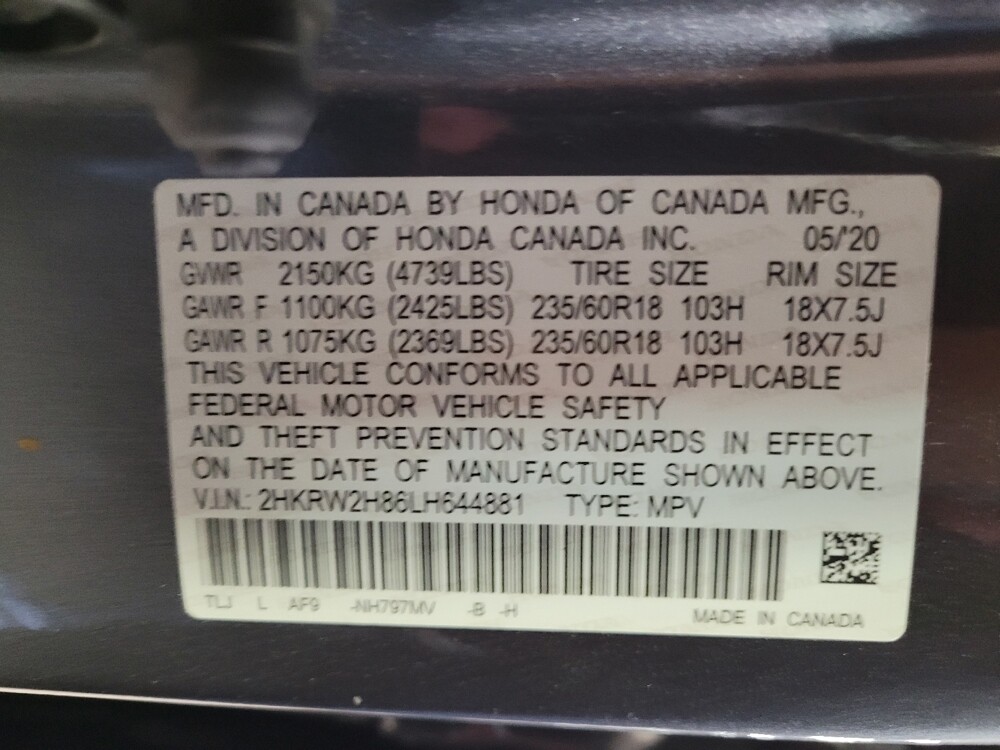 MFD. IN CANADA BY HONDA OF CANADA MFG.,
A DIVISION OF HONDA CANADA INC. 05/'20
GVWR 2150KG (4739LBS) TIRE SIZE RIM SIZE
GAWR F 1100KG (2425LBS) 235/60R18 103H 18X7.5J
GAWR R 1075KG (2369LBS) 235/60R18 103H 18X7.5J
THIS VEHICLE CONFORMS TO ALL APPLICABLE
FEDERAL MOTOR VEHICLE SAFETY
AND THEFT PREVENTION STANDARDS IN EFFECT
ON THE DATE OF MANUFACTURE SHOWN ABOVE.
V.I.N.: 2HKRW2H86LH644881 TYPE: MPV
TLJ L AF9 -NH797MV -B -H MADE IN CANADA